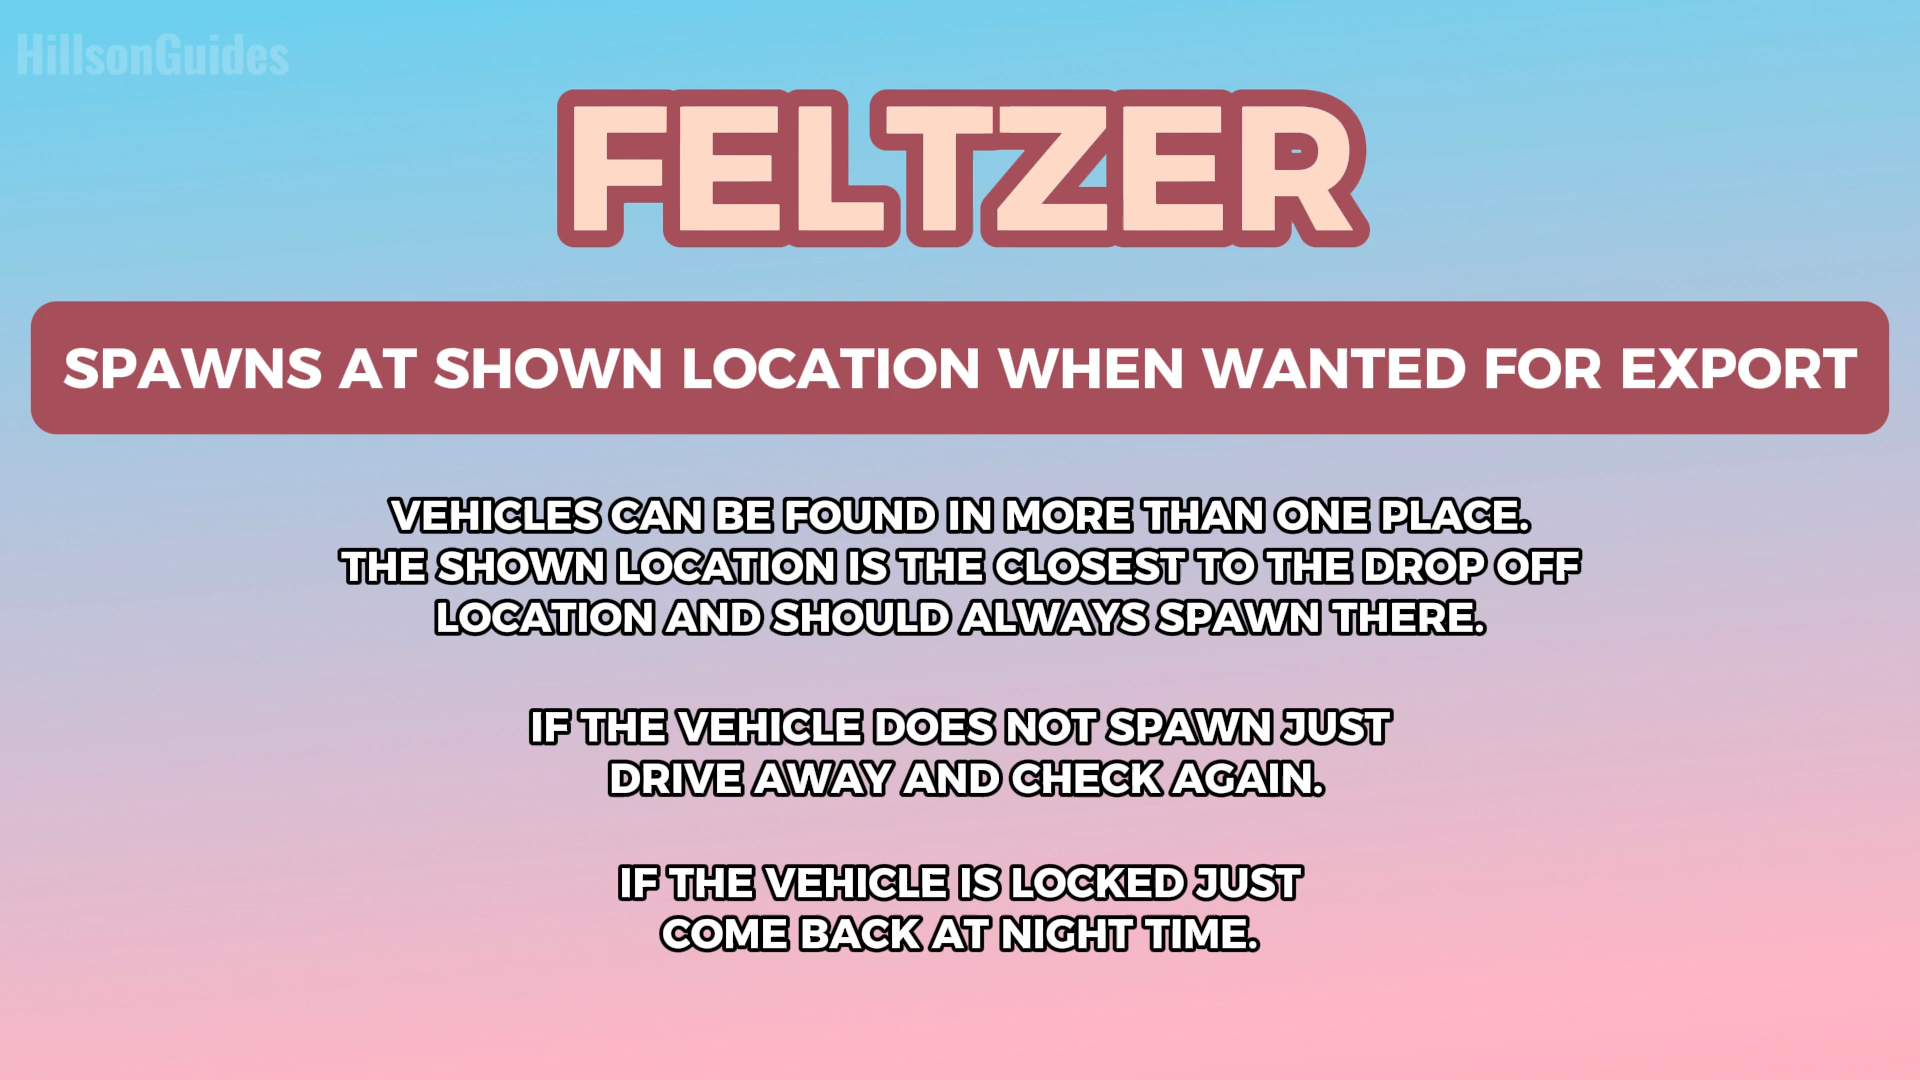 HillsonGuides
FELTZER
SPAWNS AT SHOWN LOCATION WHEN WANTED FOR EXPORT
VEHICLES CAN BE FOUND IN MORE THAN ONE PLACE.
THE SHOWN LOCATION IS THE CLOSEST TO THE DROP OFF
LOCATION AND SHOULD ALWAYS SPAWN THERE.
IF THE VEHICLE DOES NOT SPAWN JUST
DRIVE AWAY AND CHECK AGAIN.
IF THE VEHICLE IS LOCKED JUST
COME BACK AT NIGHT TIME.